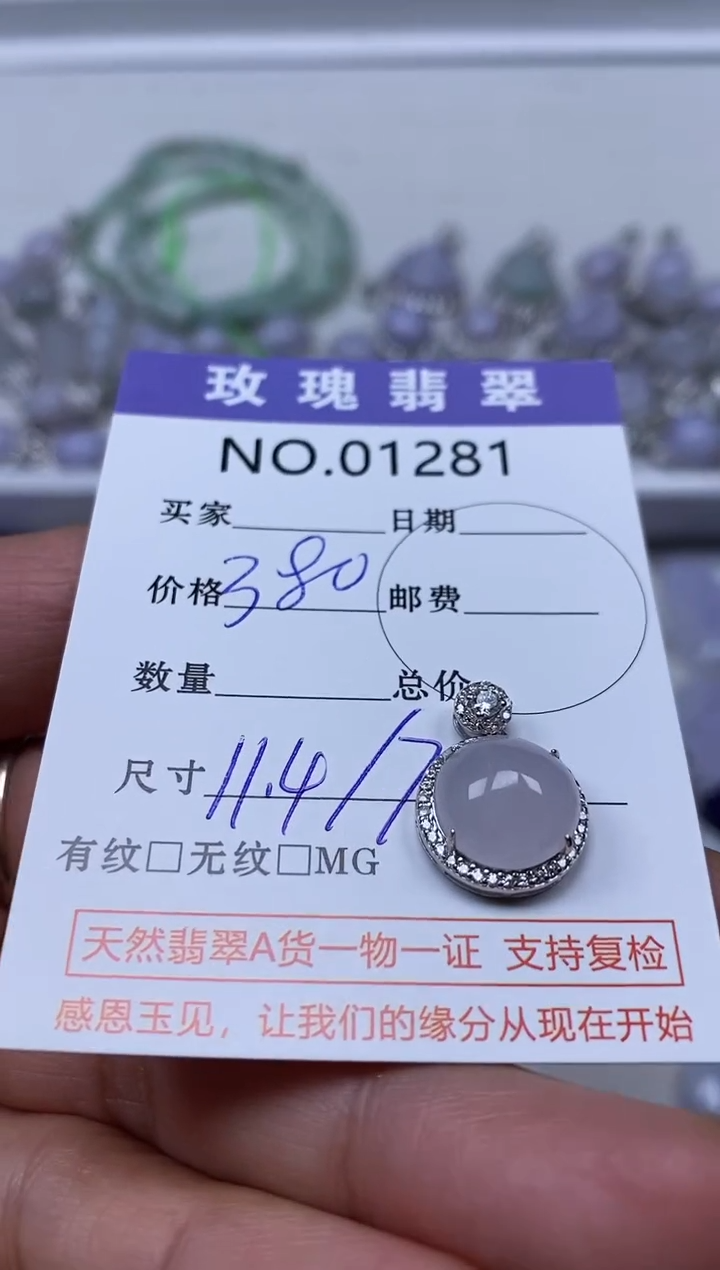 玫瑰翡翠
NO.01281
买家 日期
价格380 邮费
数量 总价
尺寸11.4/7
有纹□无纹□MG
天然翡翠A货一物一证 支持复检
感恩玉见，让我们的缘分从现在开始